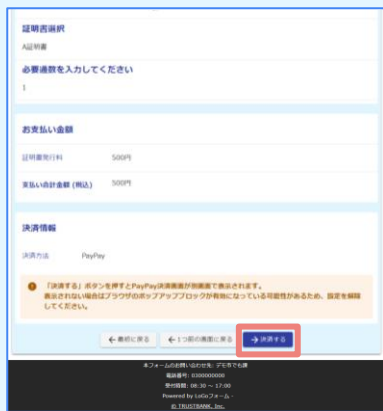 証明書選択
A証明書
必要通数を入力してください
1
お支払い金額
証明書発行料 500円
支払い合計金額 (税込) 500円
決済情報
決済方法 PayPay
「決済する」ボタンを押すとPayPay決済画面が別画面で表示されます。
表示されない場合はブラウザのポップアップブロックが有効になっている可能性があるため、設定を解除
してください。
← 最初に戻る ← 1つ前の画面に戻る → 決済する
本フォームのお問い合わせ先: デモ市でも課
電話番号: 0300000000
受付時間: 08:30 ～ 17:00
Powered by LoGoフォーム -
© TRUSTBANK, Inc.